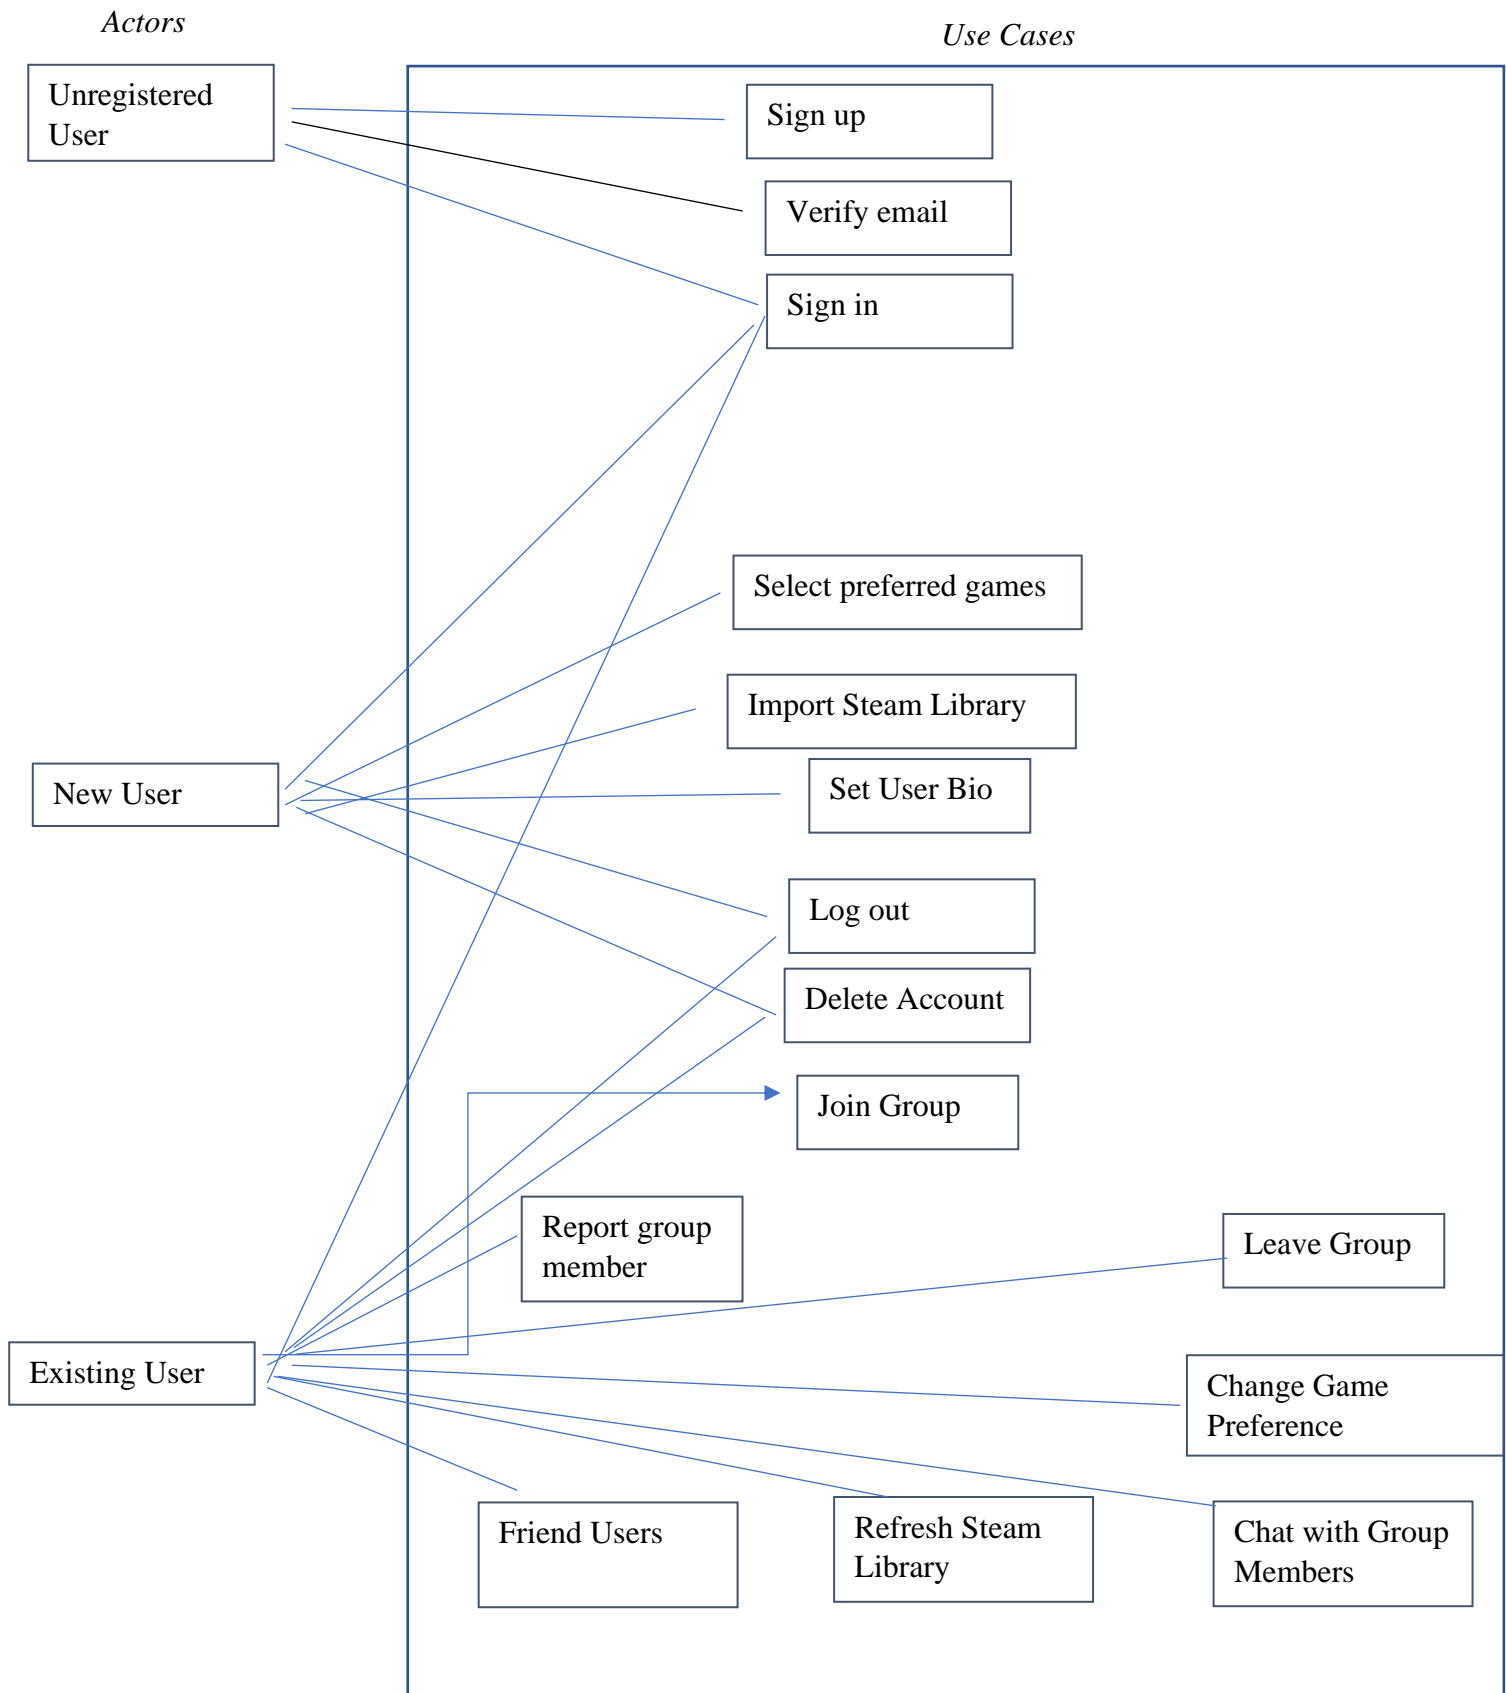 Actors
Use Cases
Unregistered
User
Sign up
Verify email
Sign in
Select preferred games
Import Steam Library
New User
Set User Bio
Log out
Delete Account
Join Group
Report group
member
Leave Group
Existing User
Change Game
Preference
Friend Users
Refresh Steam
Library
Chat with Group
Members